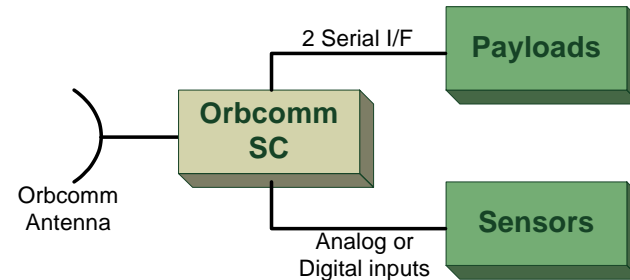 2 Serial I/F
Payloads
Orbcomm
SC
Orbcomm
Antenna
Sensors
Analog or
Digital inputs